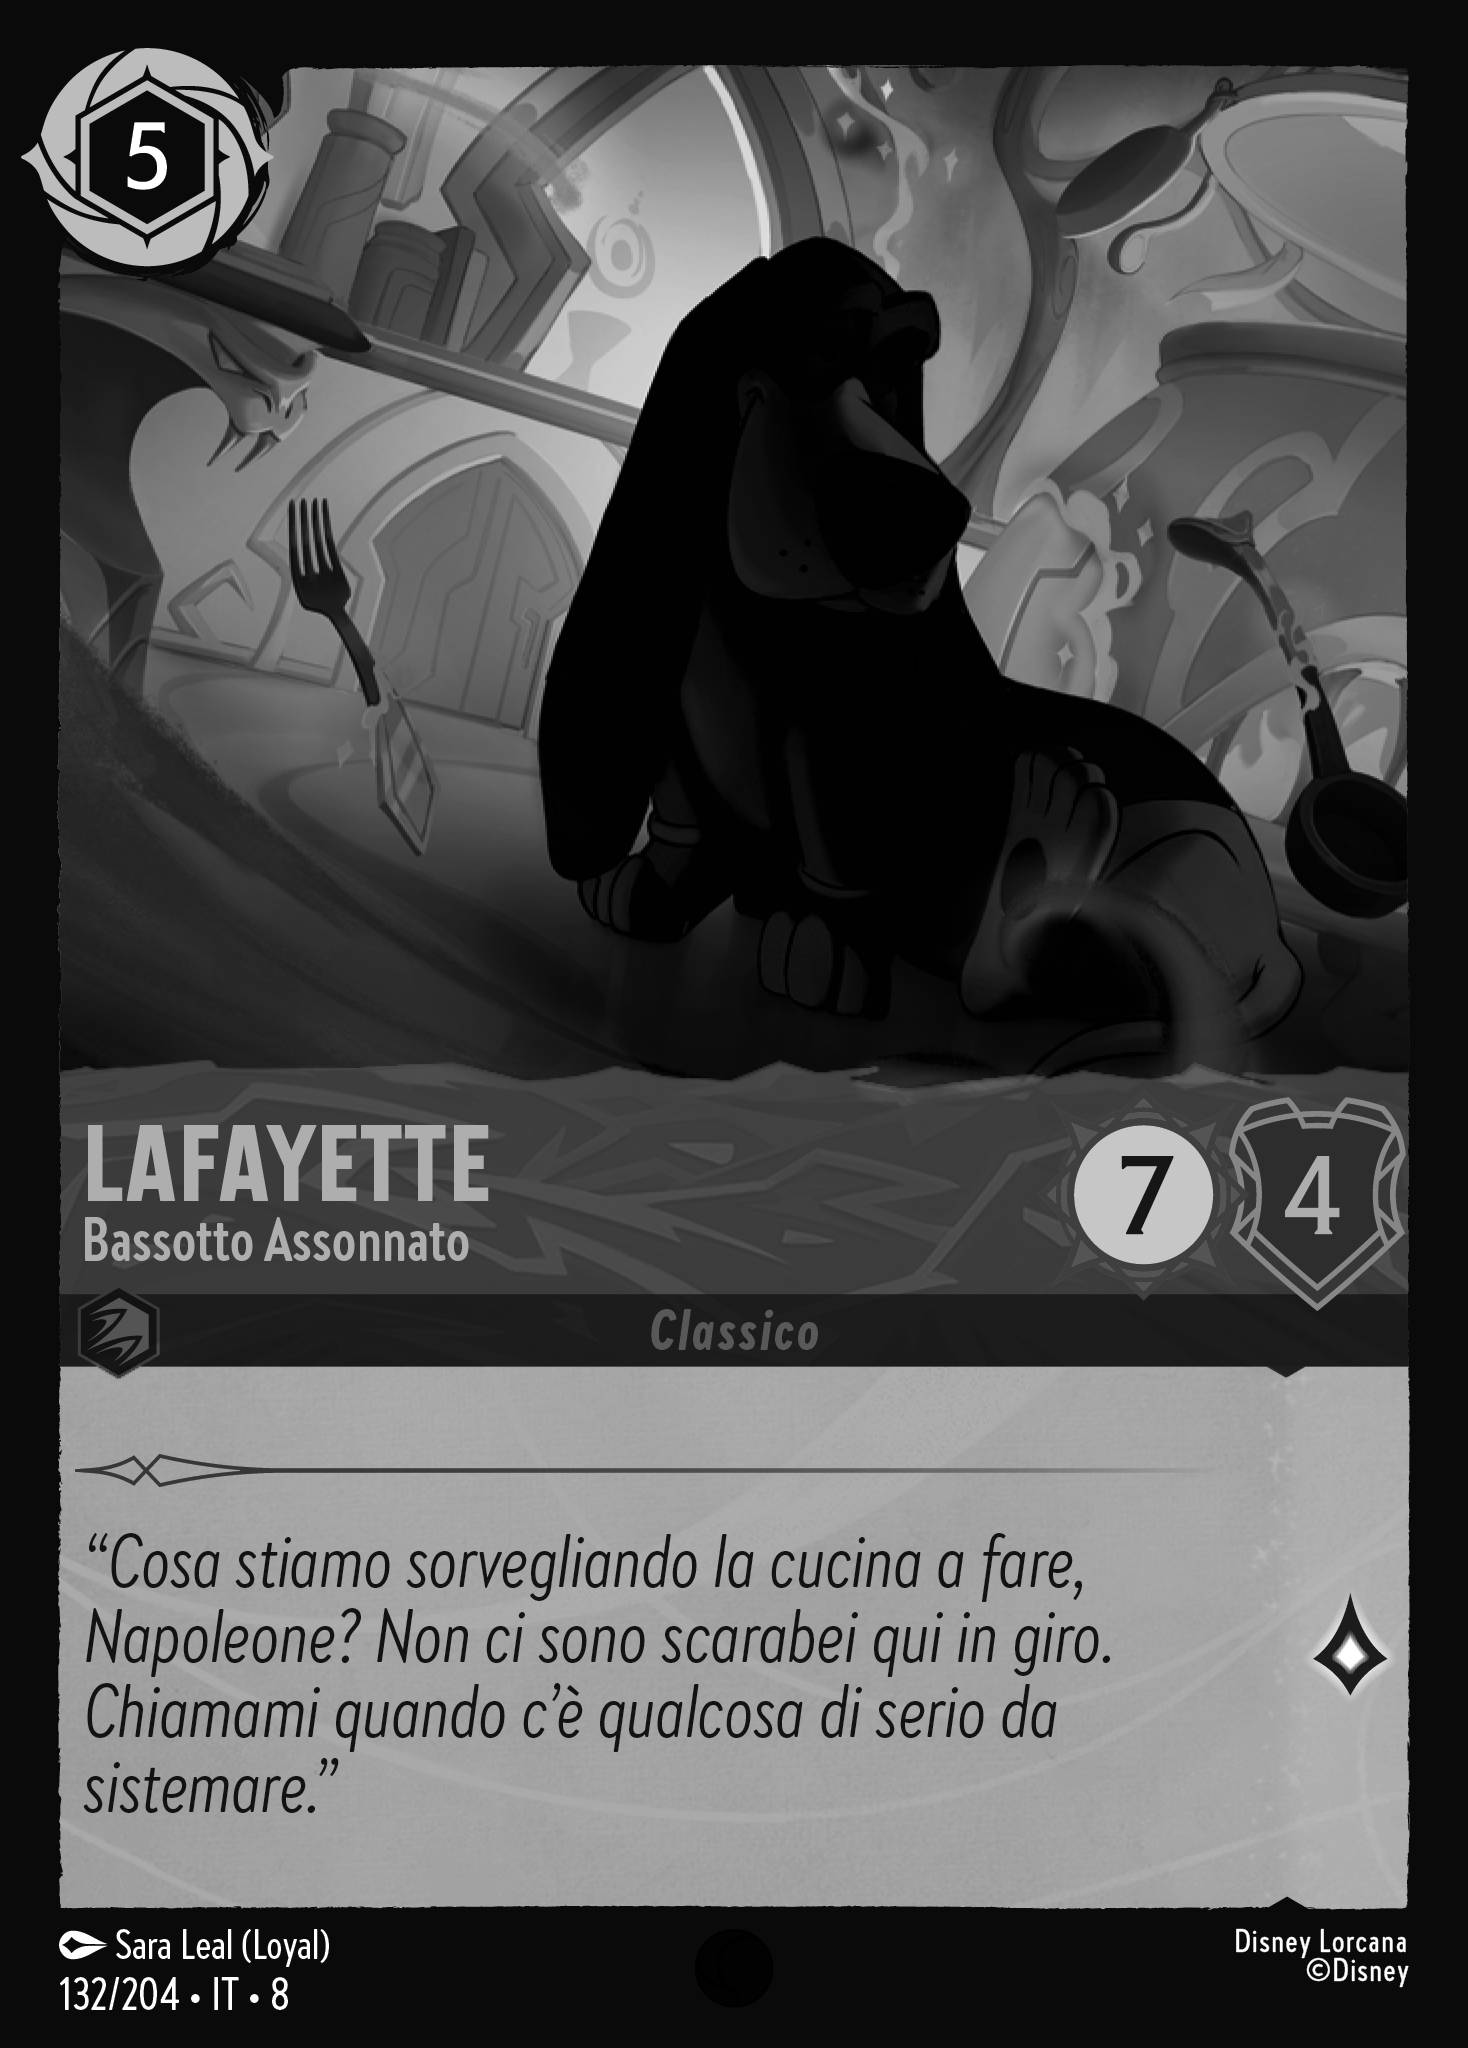 5
LAFAYETTE
Bassotto Assonnato
7
4
Classico
“Cosa stiamo sorvegliando la cucina a fare,
Napoleone? Non ci sono scarabei qui in giro.
Chiamami quando c’è qualcosa di serio da
sistemare.”
Sara Leal (Loyal)
132/204 • IT • 8
Disney Lorcana
©Disney